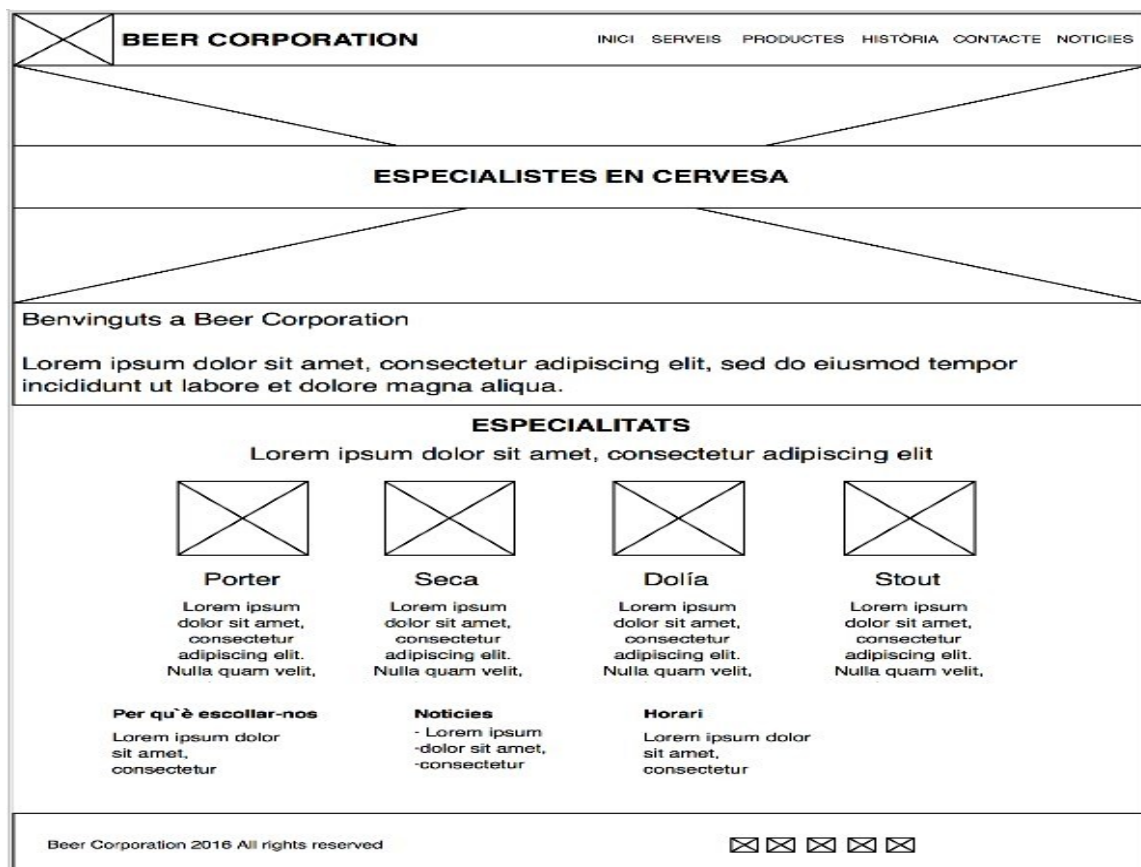 BEER CORPORATION
INICI SERVEIS PRODUCTES HISTÒRIA CONTACTE NOTICIES
ESPECIALISTES EN CERVESA
Benvinguts a Beer Corporation
Lorem ipsum dolor sit amet, consectetur adipiscing elit, sed do eiusmod tempor
incididunt ut labore et dolore magna aliqua.
ESPECIALITATS
Lorem ipsum dolor sit amet, consectetur adipiscing elit
Porter
Lorem ipsum
dolor sit amet,
consectetur
adipiscing elit.
Nulla quam velit,
Seca
Lorem ipsum
dolor sit amet,
consectetur
adipiscing elit.
Nulla quam velit,
Dolía
Lorem ipsum
dolor sit amet,
consectetur
adipiscing elit.
Nulla quam velit,
Stout
Lorem ipsum
dolor sit amet,
consectetur
adipiscing elit.
Nulla quam velit,
Per qu`è escollar-nos
Lorem ipsum dolor
sit amet,
consectetur
Noticies
- Lorem ipsum
-dolor sit amet,
-consectetur
Horari
Lorem ipsum dolor
sit amet,
consectetur
Beer Corporation 2016 All rights reserved